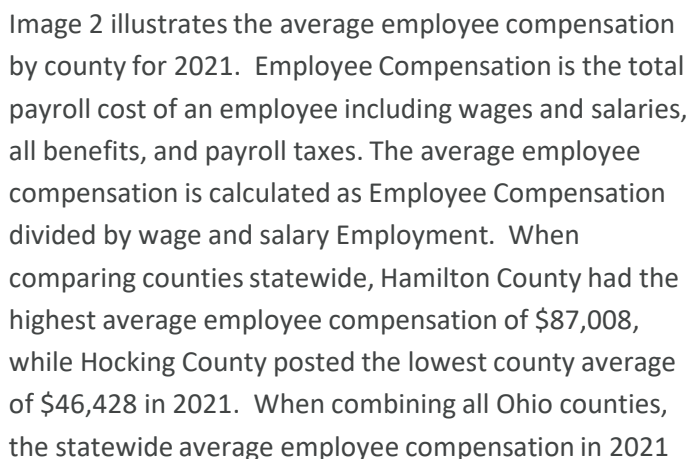 Image 2 illustrates the average employee compensation
by county for 2021.  Employee Compensation is the total
payroll cost of an employee including wages and salaries,
all benefits, and payroll taxes. The average employee
compensation is calculated as Employee Compensation
divided by wage and salary Employment.  When
comparing counties statewide, Hamilton County had the
highest average employee compensation of $87,008,
while Hocking County posted the lowest county average
of $46,428 in 2021.  When combining all Ohio counties,
the statewide average employee compensation in 2021